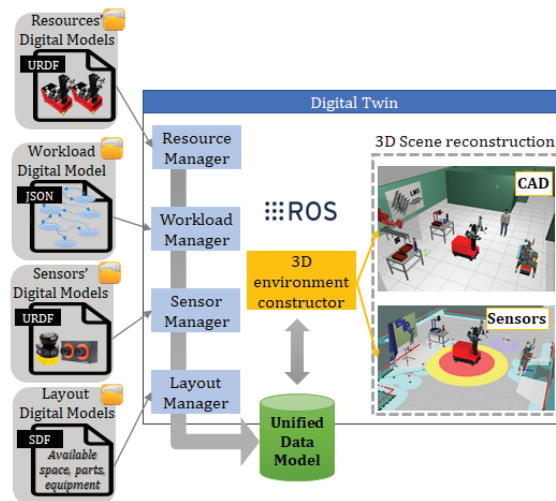 Resources'
Digital Models
URDF
Workload
Digital Model
JSON
Sensors'
Digital Models
URDF
Layout
Digital Models
SDF
Available
space, parts,
equipment
Digital Twin
Resource
Manager
Workload
Manager
Sensor
Manager
Layout
Manager
ROS
3D
environment
constructor
Unified
Data
Model
3D Scene reconstruction
CAD
LMS
Sensors